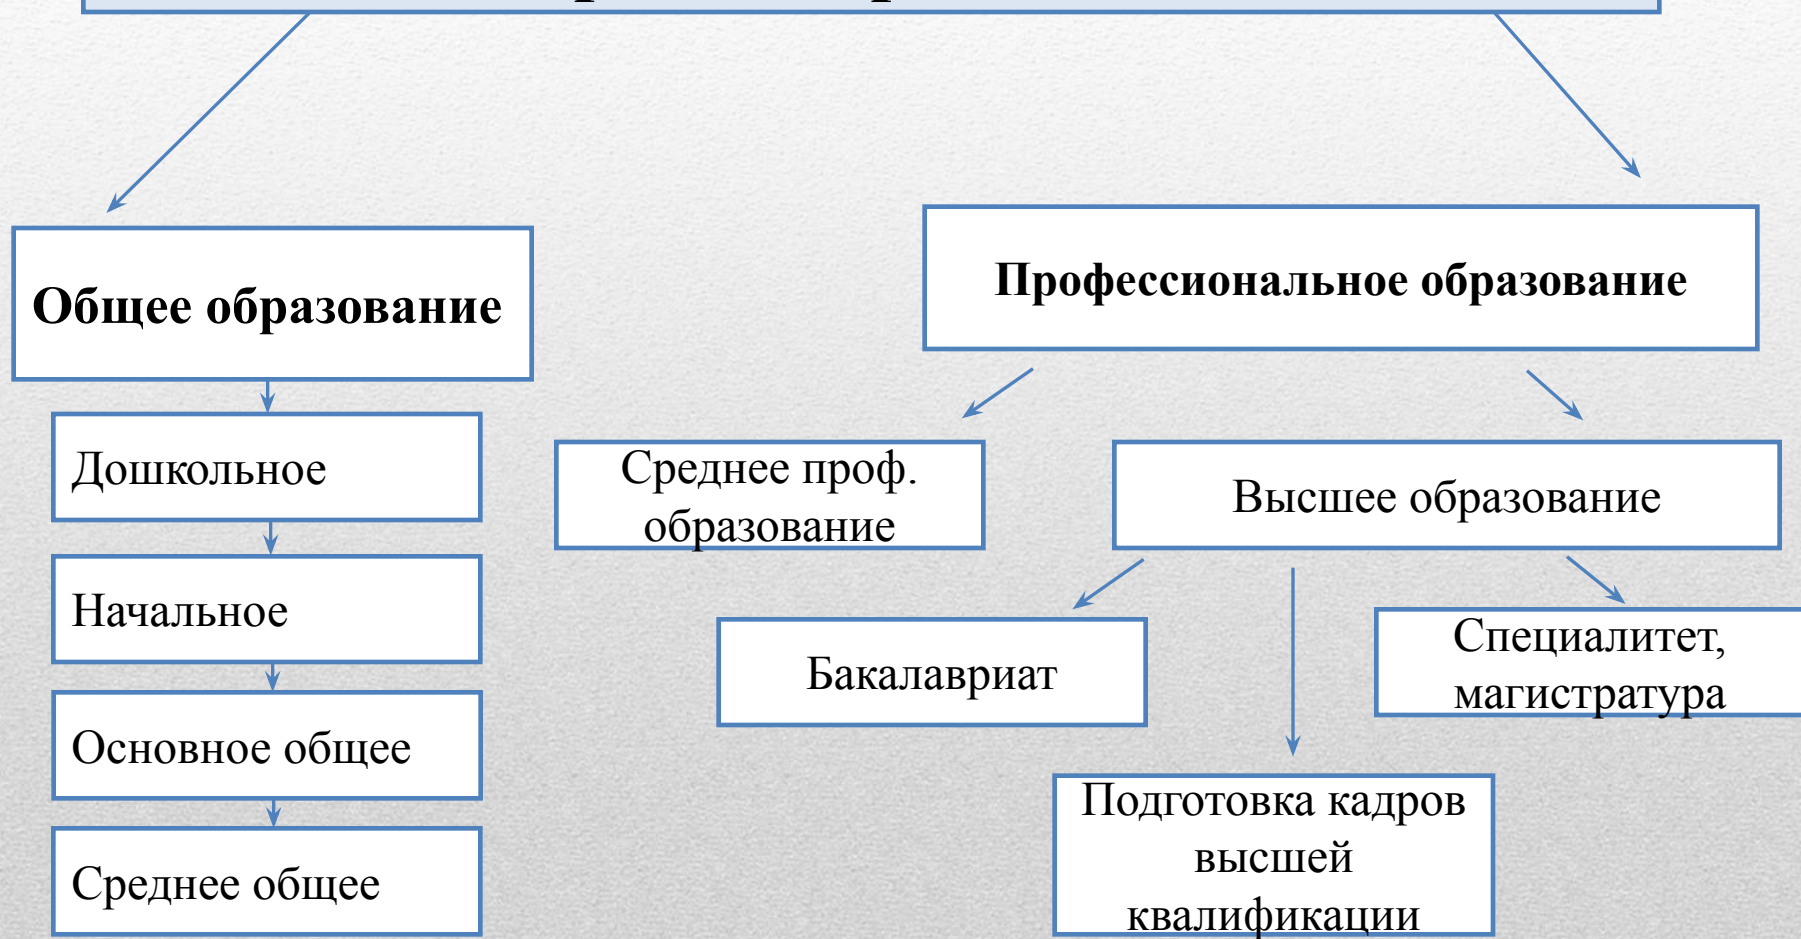 Общее образование
Дошкольное
Начальное
Основное общее
Среднее общее
Профессиональное образование
Среднее проф.
образование
Высшее образование
Бакалавриат
Специалитет,
магистратура
Подготовка кадров
высшей
квалификации